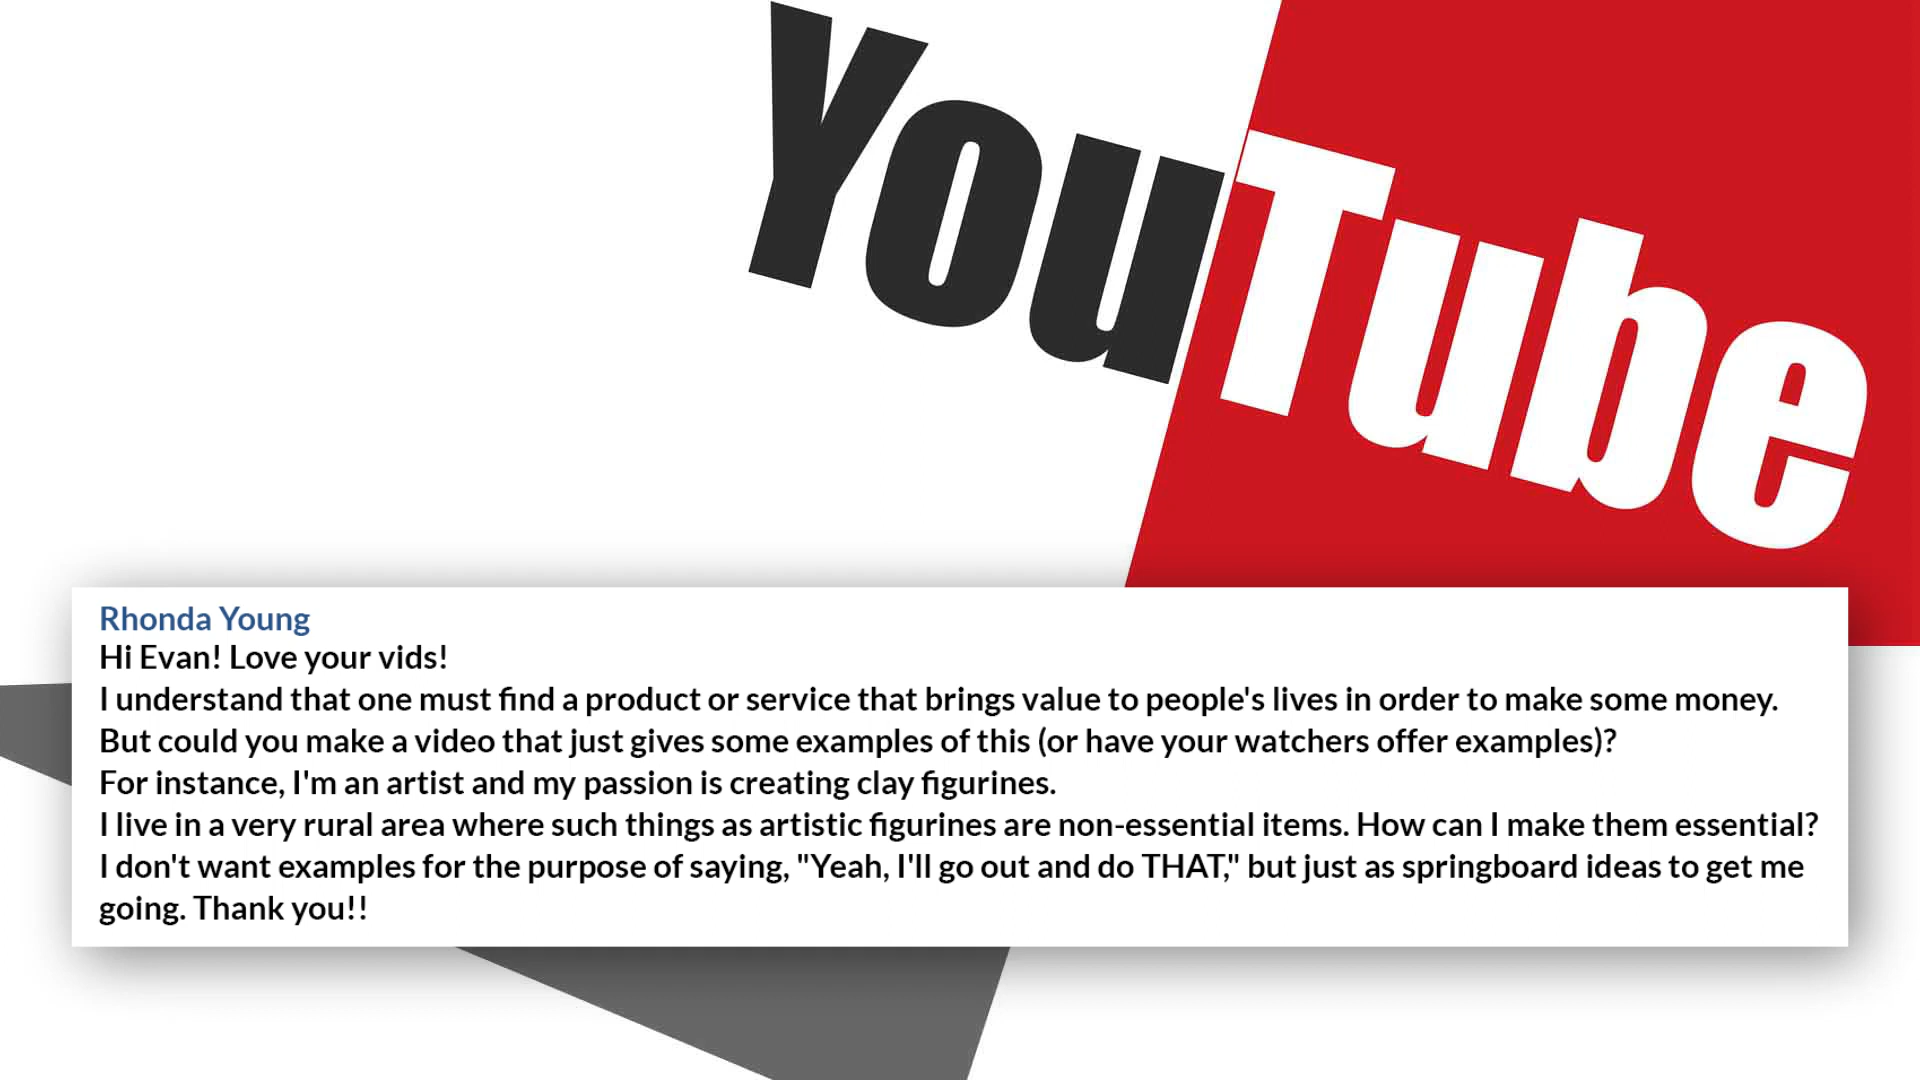 YouTube
Rhonda Young
Hi Evan! Love your vids!
I understand that one must find a product or service that brings value to people's lives in order to make some money.
But could you make a video that just gives some examples of this (or have your watchers offer examples)?
For instance, I'm an artist and my passion is creating clay figurines.
I live in a very rural area where such things as artistic figurines are non-essential items. How can I make them essential?
I don't want examples for the purpose of saying, "Yeah, I'll go out and do THAT," but just as springboard ideas to get me
going. Thank you!!